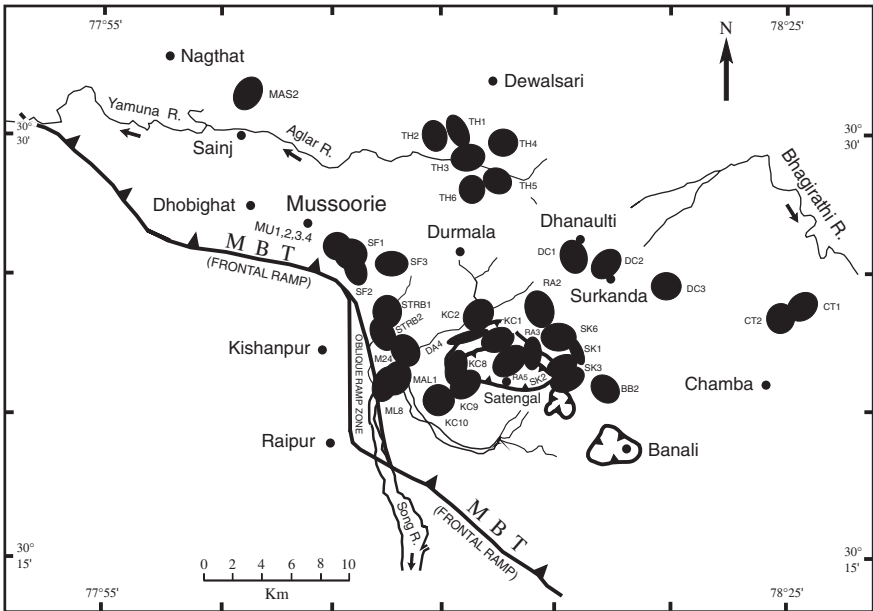 77°55'
78°25'
N
Nagthat
Dewalsari
MAS2
Yamuna R.
30°
30'
30°
30'
TH2
TH1
TH4
Aglar R.
Sainj
TH3
TH5
TH6
Bhagirathi R.
Dhobighat
Mussoorie
Dhanaulti
MU1,2,3.4
Durmala
MBT
(FRONTAL RAMP)
SF1
SF3
SF2
DC1
DC2
Surkanda
DC3
RA2
STRB1
STRB2
KC2
KC1
RA3
SK6
CT2
CT1
DA4
SK1
Kishanpur
OBLIQUE RAMP ZONE
M24
KC8
SK3
MAL1
RA5
SK2
BB2
Chamba
ML8
KC9
Satengal
KC10
Raipur
Banali
MBT
(FRONTAL RAMP)
Song R.
30°
15'
30°
15'
0 2 4 6 8 10
Km
77°55'
78°25'